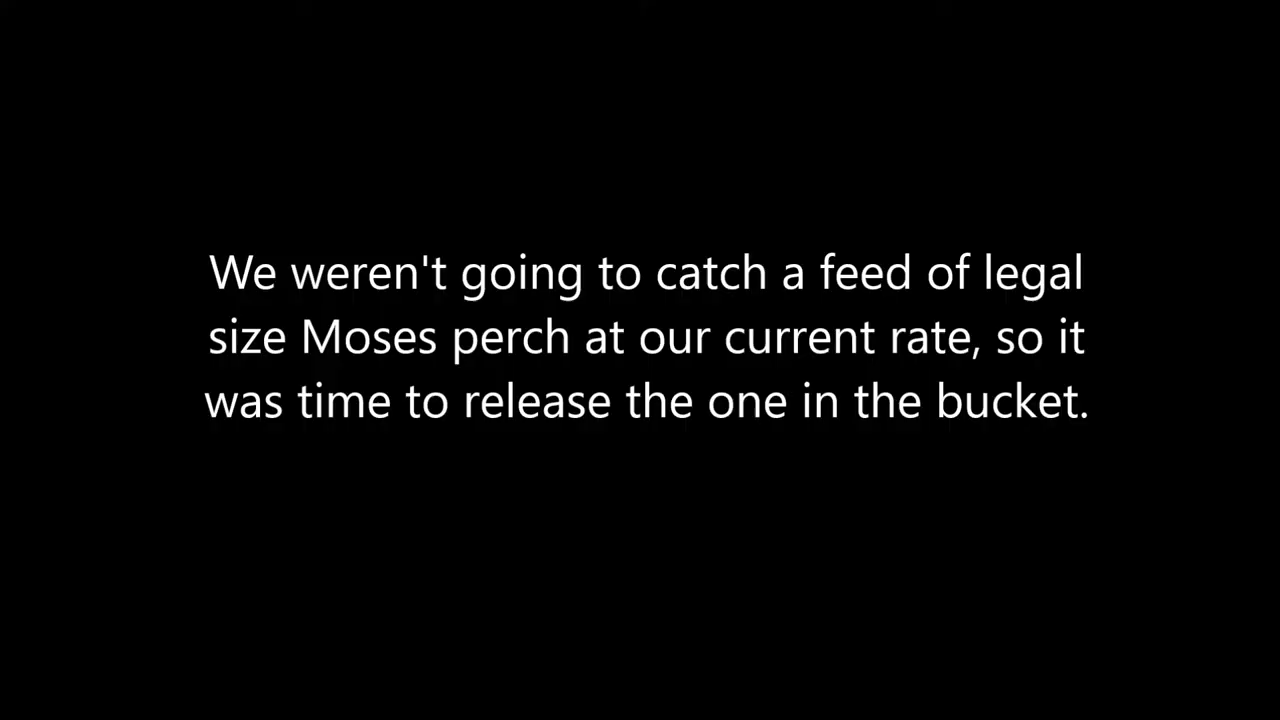 We weren't going to catch a feed of legal
size Moses perch at our current rate, so it
was time to release the one in the bucket.